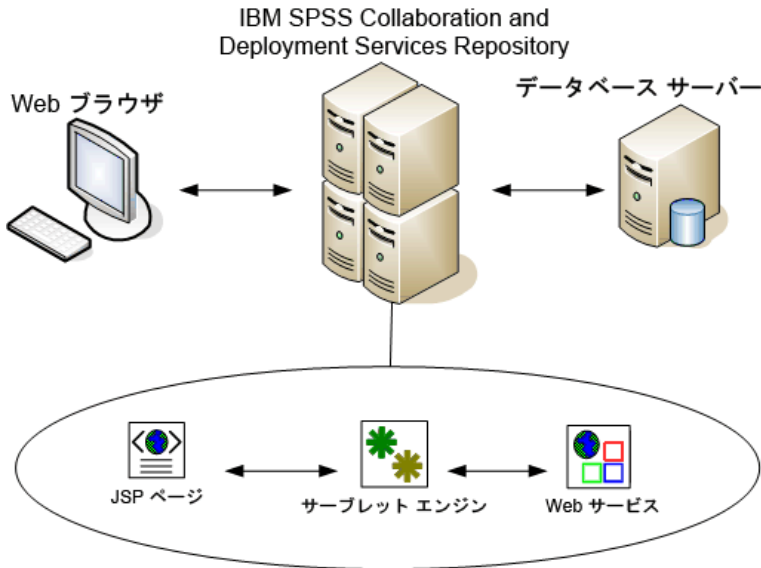 IBM SPSS Collaboration and
Deployment Services Repository
Web ブラウザ
データベース サーバー
JSP ページ
サーブレット エンジン
Web サービス